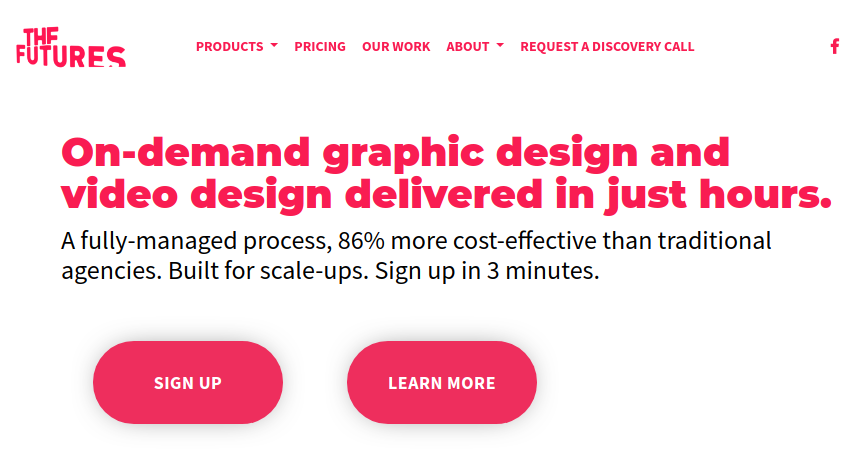 THE
FUTURES
PRODUCTS PRICING OUR WORK ABOUT REQUEST A DISCOVERY CALL
On-demand graphic design and
video design delivered in just hours.
A fully-managed process, 86% more cost-effective than traditional
agencies. Built for scale-ups. Sign up in 3 minutes.
SIGN UP LEARN MORE